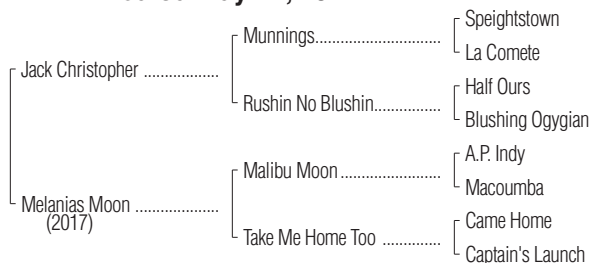 Speightstown
Munnings
La Comete
Jack Christopher
Half Ours
Rushin No Blushin
Blushing Ogygian
A.P. Indy
Malibu Moon
Macoumba
Melanias Moon
(2017)
Came Home
Take Me Home Too
Captain's Launch